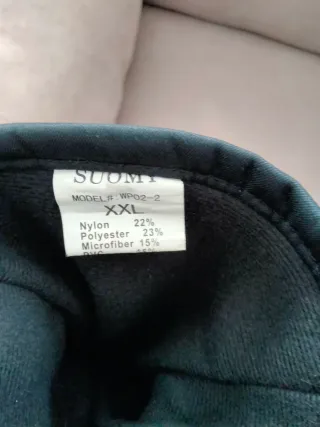 SUOMY
MODEL#: WP02-2
XXL
Nylon 22%
Polyester 23%
Microfiber 15%